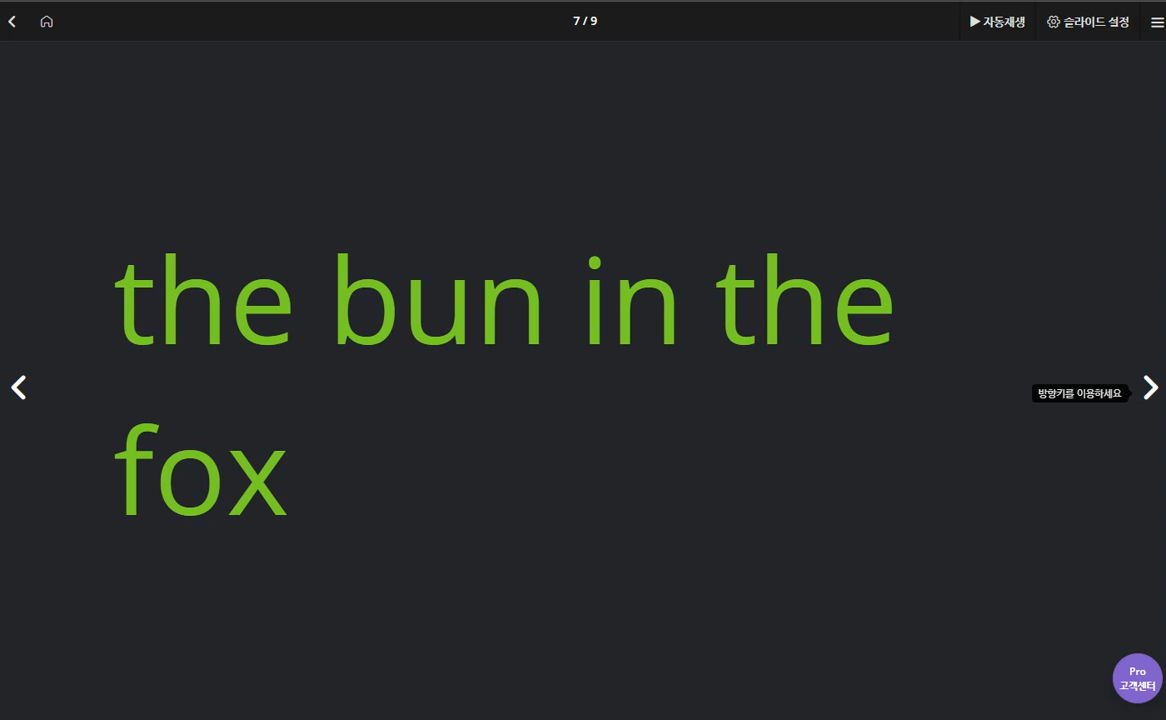 7 / 9
▶ 자동재생
슬라이드 설정
the bun in the
fox
방향키를 이용하세요
Pro
고객센터